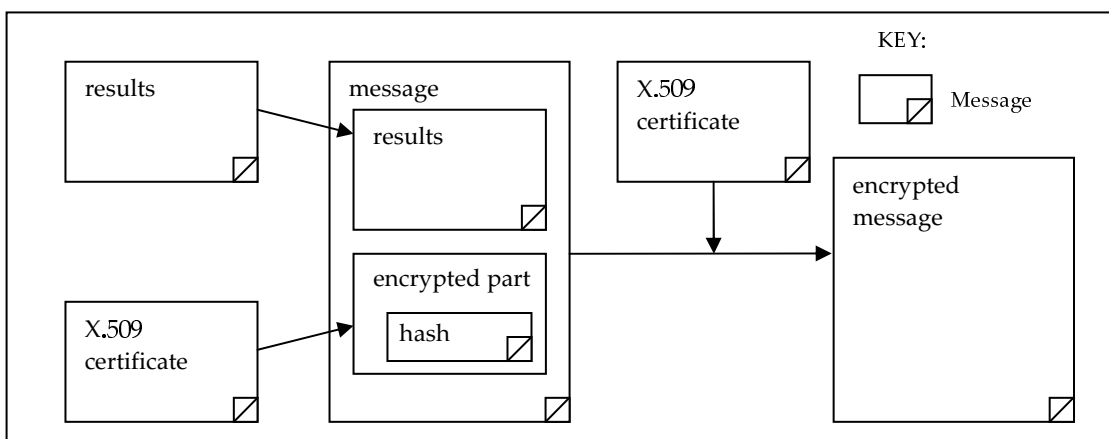 KEY:
Message
results
message
results
X.509
certificate
encrypted
message
encrypted part
hash
X.509
certificate